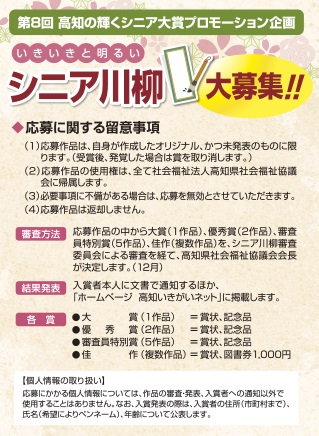 第8回 高知の輝くシニア大賞プロモーション企画
いきいきと明るい
シニア川柳 大募集!!
◆応募に関する留意事項
(1)応募作品は、自身が作成したオリジナル、かつ未発表のものに限
ります。(受賞後、発覚した場合は賞を取り消します。)
(2)応募作品の使用権は、全て社会福祉法人高知県社会福祉協議
会に帰属します。
(3)必要事項に不備がある場合は、応募を無効とさせていただきます。
(4)応募作品は返却しません。
審査方法 応募作品の中から大賞(1作品)、優秀賞(2作品)、審査
員特別賞(5作品)、佳作(複数作品)を、シニア川柳審査
委員会による審査を経て、高知県社会福祉協議会会長
が決定します。(12月)
結果発表 入賞者本人に文書で通知するほか、
「ホームページ 高知いきがいネット」に掲載します。
各賞 ●大賞(1作品) =賞状、記念品
●優秀賞(2作品) =賞状、記念品
●審査員特別賞(5作品) =賞状、記念品
●佳作(複数作品)=賞状、図書券1,000円
【個人情報の取り扱い】
応募にかかる個人情報については、作品の審査・発表、入賞者への通知以外で
使用することはありません。なお、入賞発表の際は、入賞者の住所(市町村まで)、
氏名(希望によりペンネーム)、年齢について公表します。